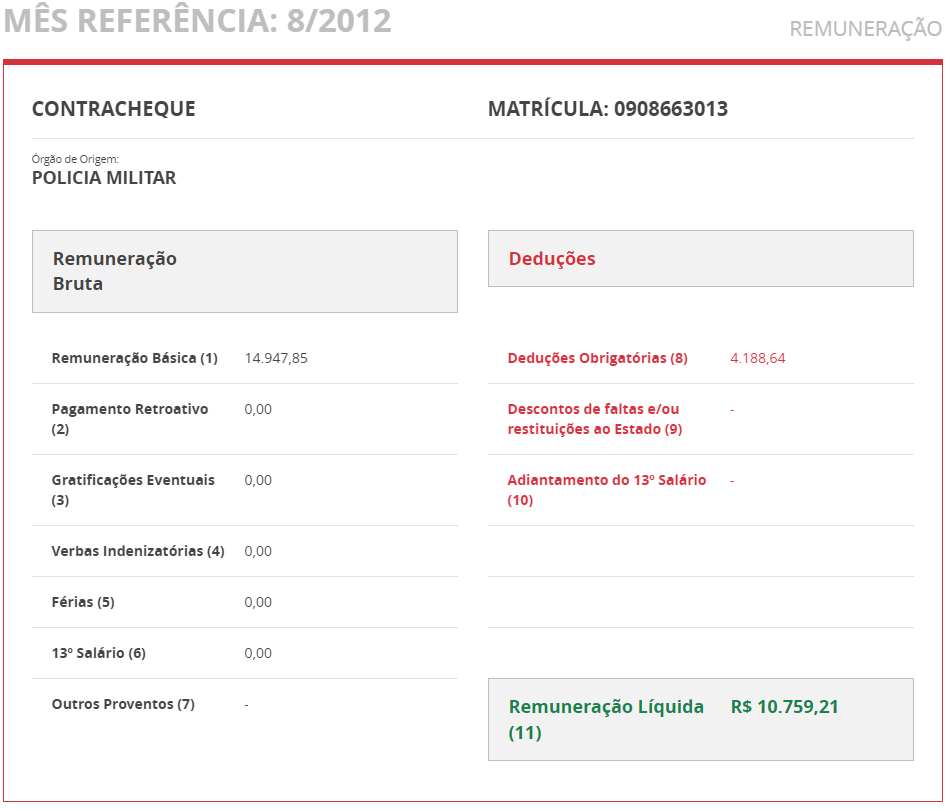 MÊS REFERÊNCIA: 8/2012
REMUNERAÇÃO
CONTRACHEQUE
MATRÍCULA: 0908663013
Órgão de Origem:
POLICIA MILITAR
Remuneração
Bruta
Remuneração Básica (1) 14.947,85
Pagamento Retroativo
(2) 0,00
Gratificações Eventuais
(3) 0,00
Verbas Indenizatórias (4) 0,00
Férias (5) 0,00
13º Salário (6) 0,00
Outros Proventos (7) -
Deduções
Deduções Obrigatórias (8) 4.188,64
Descontos de faltas e/ou -
restituições ao Estado (9)
Adiantamento do 13º Salário -
(10)
Remuneração Líquida R$ 10.759,21
(11)